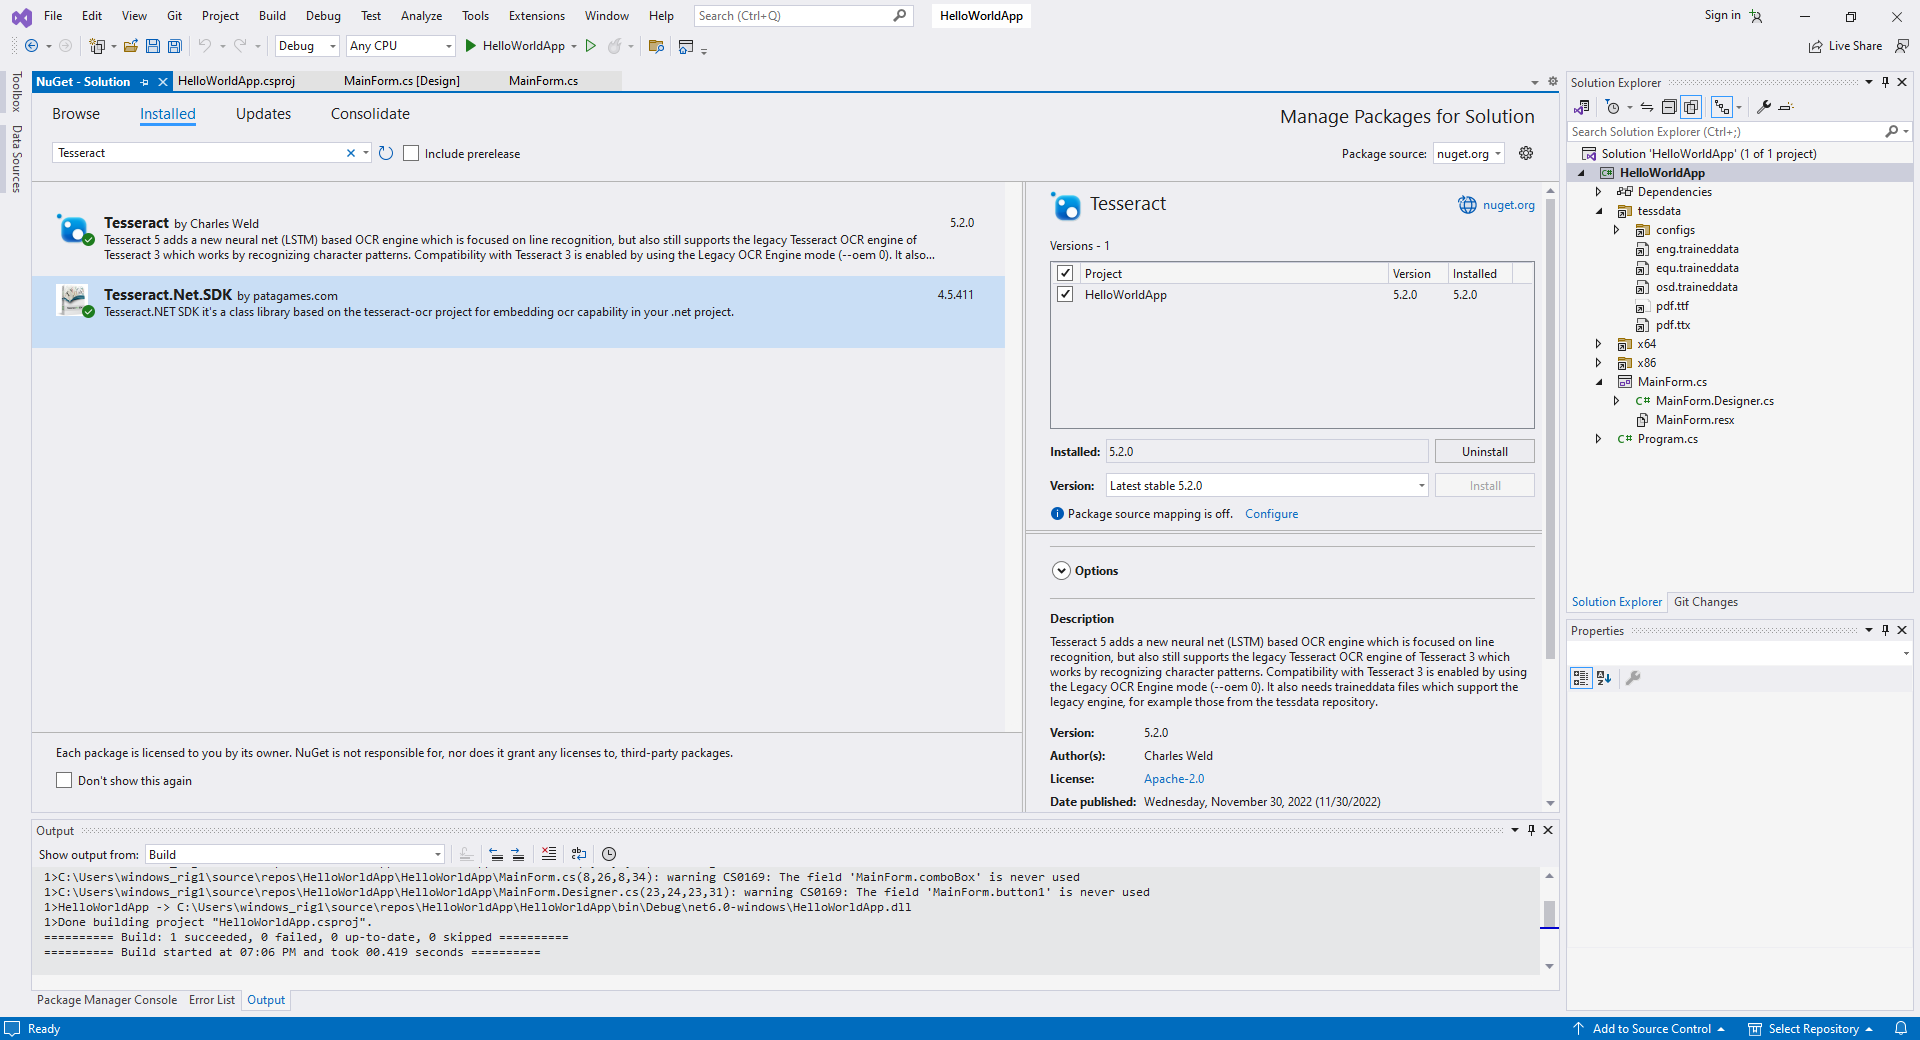 File Edit View Git Project Build Debug Test Analyze Tools Extensions Window Help Search (Ctrl+Q) HelloWorldApp Sign in
Debug Any CPU HelloWorldApp Live Share
Toolbox
Data Sources
NuGet - Solution HelloWorldApp.csproj MainForm.cs [Design] MainForm.cs
Browse Installed Updates Consolidate
Manage Packages for Solution
Tesseract Include prerelease
Package source: nuget.org
Tesseract by Charles Weld 5.2.0
Tesseract 5 adds a new neural net (LSTM) based OCR engine which is focused on line recognition, but also still supports the legacy Tesseract OCR engine of
Tesseract 3 which works by recognizing character patterns. Compatibility with Tesseract 3 is enabled by using the Legacy OCR Engine mode (--oem 0). It also...
Tesseract.Net.SDK by patagames.com 4.5.411
Tesseract.NET SDK it's a class library based on the tesseract-ocr project for embedding ocr capability in your .net project.
Each package is licensed to you by its owner. NuGet is not responsible for, nor does it grant any licenses to, third-party packages.
Don't show this again
Tesseract nuget.org
Versions - 1
Project Version Installed
HelloWorldApp 5.2.0 5.2.0
Installed: 5.2.0 Uninstall
Version: Latest stable 5.2.0 Install
Package source mapping is off. Configure
Options
Description
Tesseract 5 adds a new neural net (LSTM) based OCR engine which is focused on line
recognition, but also still supports the legacy Tesseract OCR engine of Tesseract 3 which
works by recognizing character patterns. Compatibility with Tesseract 3 is enabled by using
the Legacy OCR Engine mode (--oem 0). It also needs traineddata files which support the
legacy engine, for example those from the tessdata repository.
Version: 5.2.0
Author(s): Charles Weld
License: Apache-2.0
Date published: Wednesday, November 30, 2022 (11/30/2022)
Solution Explorer
Search Solution Explorer (Ctrl+;)
Solution 'HelloWorldApp' (1 of 1 project)
C# HelloWorldApp
Dependencies
tessdata
configs
eng.traineddata
equ.traineddata
osd.traineddata
pdf.ttf
pdf.ttx
x64
x86
MainForm.cs
C# MainForm.Designer.cs
MainForm.resx
C# Program.cs
Solution Explorer Git Changes
Properties
Output
Show output from: Build
1>C:\Users\windows_rig1\source\repos\HelloWorldApp\HelloWorldApp\MainForm.cs(8,26,8,34): warning CS0169: The field 'MainForm.comboBox' is never used
1>C:\Users\windows_rig1\source\repos\HelloWorldApp\HelloWorldApp\MainForm.Designer.cs(23,24,23,31): warning CS0169: The field 'MainForm.button1' is never used
1>HelloWorldApp -> C:\Users\windows_rig1\source\repos\HelloWorldApp\HelloWorldApp\bin\Debug\net6.0-windows\HelloWorldApp.dll
1>Done building project "HelloWorldApp.csproj".
========== Build: 1 succeeded, 0 failed, 0 up-to-date, 0 skipped ==========
========== Build started at 07:06 PM and took 00.419 seconds ==========
Package Manager Console Error List Output
Ready Add to Source Control Select Repository